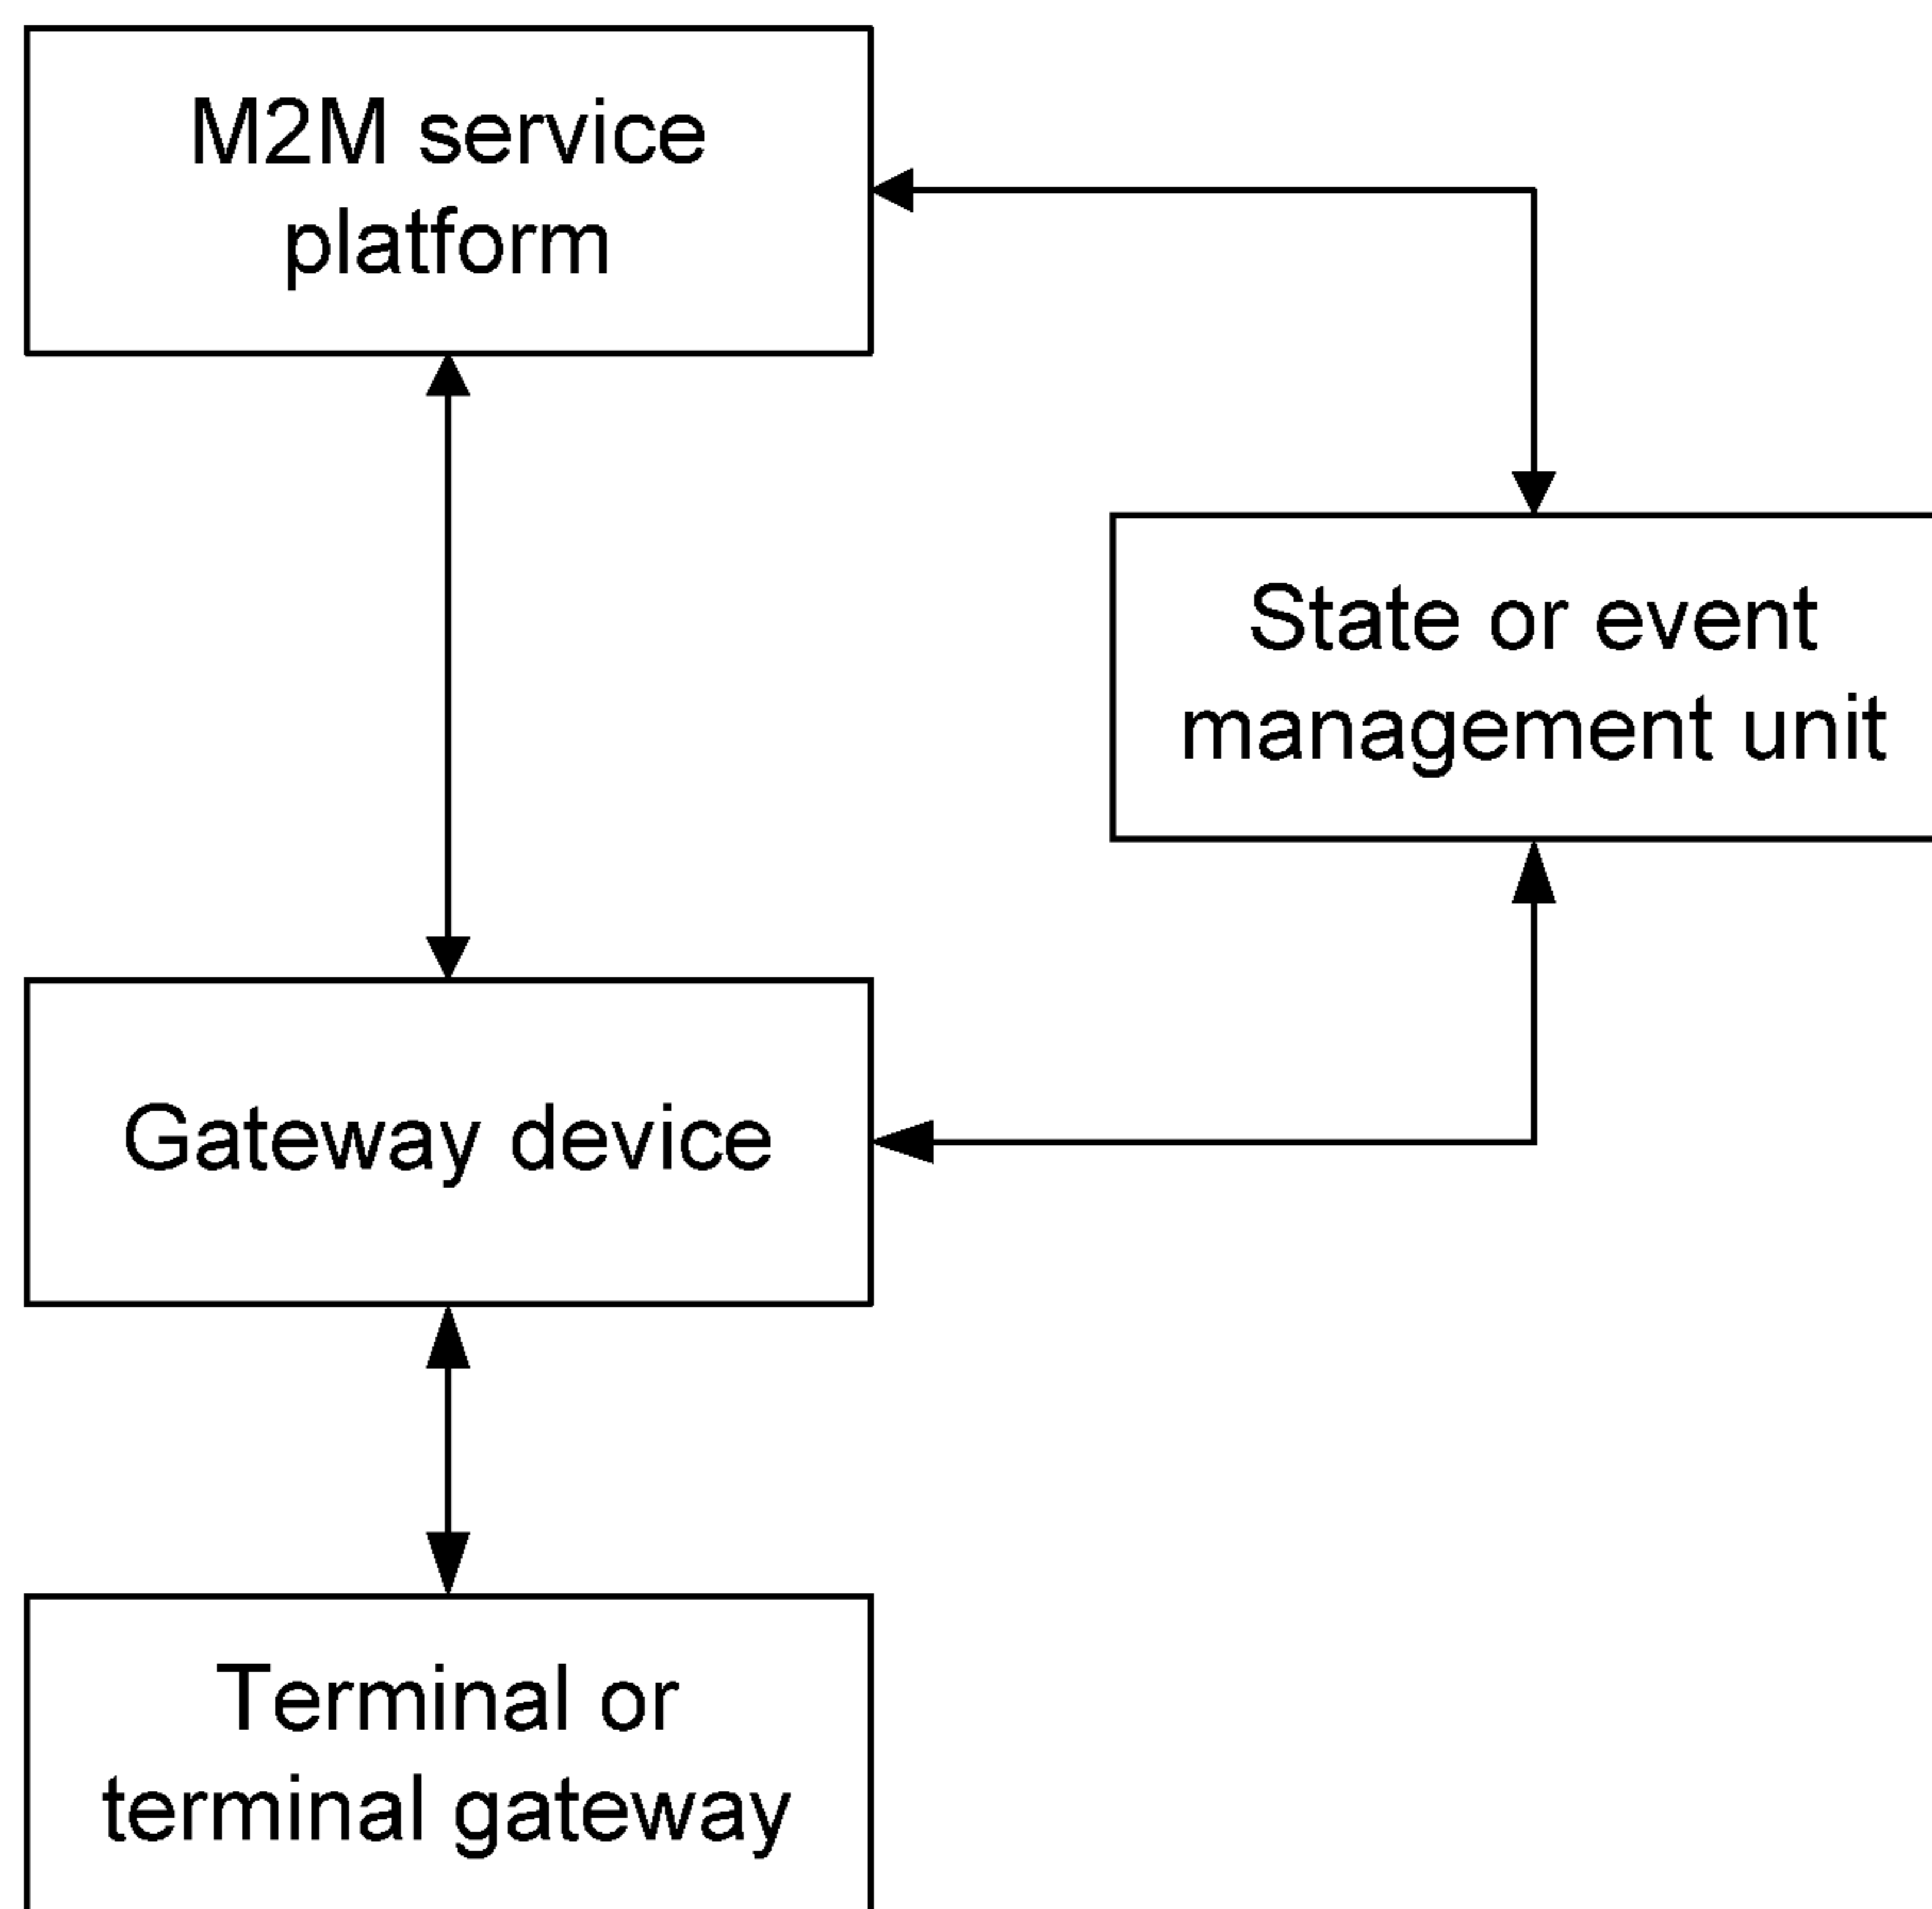 M2M service
platform
State or event
management unit
Gateway device
Terminal or
terminal gateway